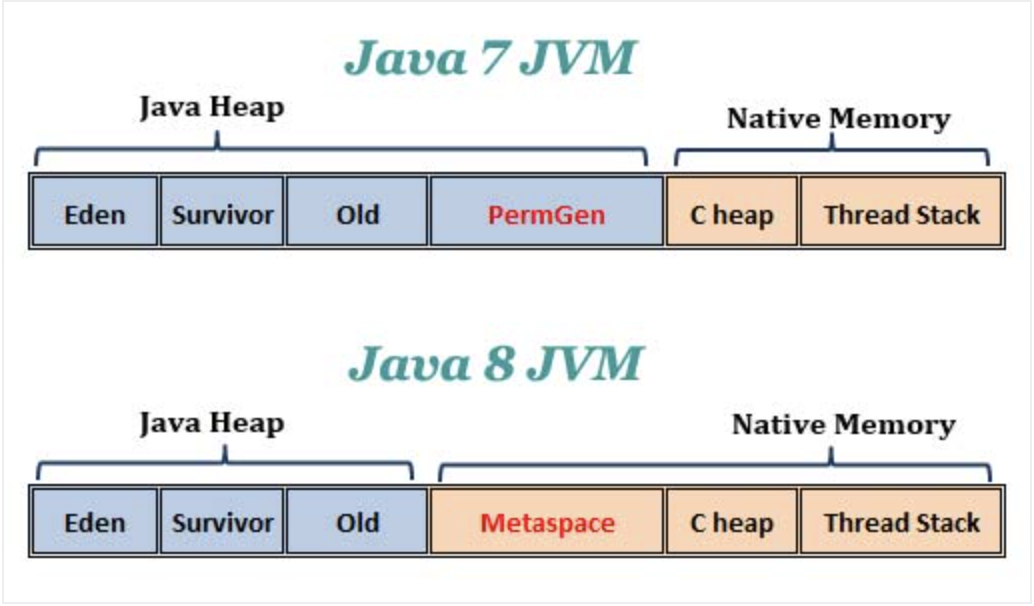 Java 7 JVM
Java Heap
Native Memory
Eden Survivor Old PermGen C heap Thread Stack
Java 8 JVM
Java Heap
Native Memory
Eden Survivor Old Metaspace C heap Thread Stack